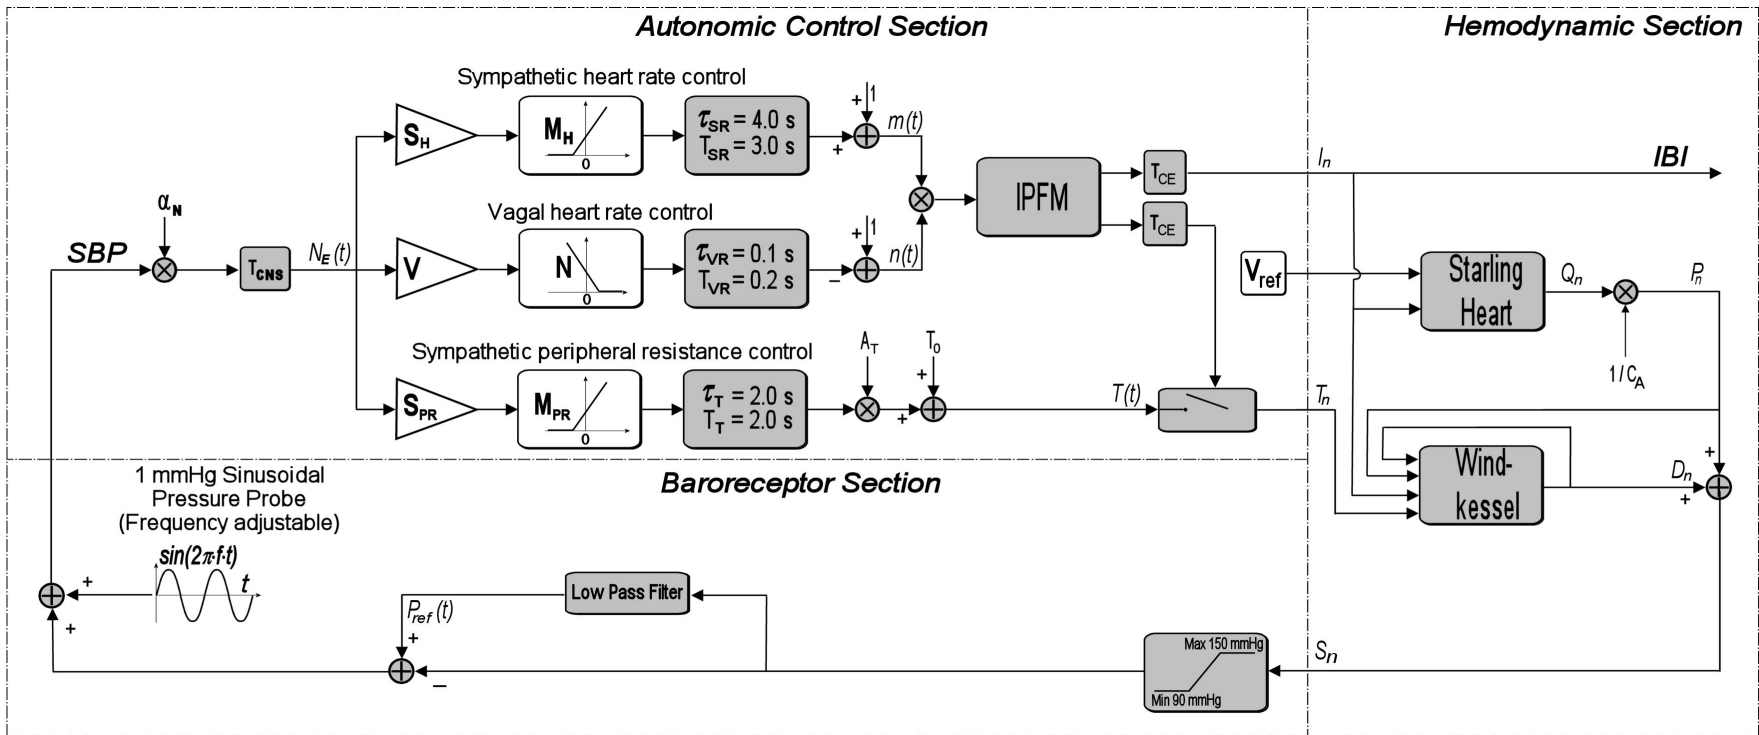 Autonomic Control Section
Hemodynamic Section
Sympathetic heart rate control
S_H
M_H
0
τ_SR = 4.0 s
T_SR = 3.0 s
+ 1
+
m(t)
α_N
SBP
T_CNS
N_E (t)
Vagal heart rate control
V
N
0
τ_VR = 0.1 s
T_VR = 0.2 s
+ 1
−
n(t)
IPFM
T_CE
T_CE
I_n
IBI
V_ref
Starling
Heart
Q_n
P_n
1 / C_A
Sympathetic peripheral resistance control
S_PR
M_PR
0
τ_T = 2.0 s
T_T = 2.0 s
A_T
T_0
+
+
T(t)
T_n
Wind-
kessel
D_n
+
+
Baroreceptor Section
1 mmHg Sinusoidal
Pressure Probe
(Frequency adjustable)
sin(2π·f·t)
t
+
+
Low Pass Filter
P_ref (t)
+
−
Max 150 mmHg
Min 90 mmHg
S_n